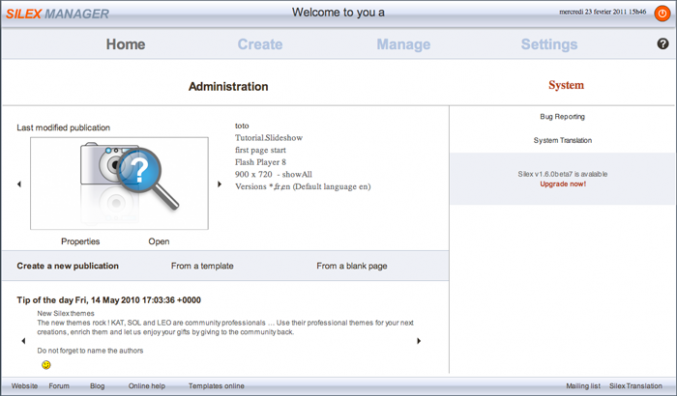 SILEX MANAGER
Welcome to you a
mercredi 23 fevrier 2011 15h46
Home
Create
Manage
Settings
?
Administration
System
Last modified publication
toto
Tutorial.Slideshow
first page start
Flash Player 8
900 x 720 - showAll
Versions *.fr,en (Default language en)
?
Properties
Open
Bug Reporting
System Translation
Silex v1.6.0beta7 is avalaible
Upgrade now!
Create a new publication
From a template
From a blank page
Tip of the day Fri, 14 May 2010 17:03:36 +0000
New Silex themes
The new themes rock ! KAT, SOL and LEO are community professionals … Use their professional themes for your next
creations, enrich them and let us enjoy your gifts by giving to the community back.
Do not forget to name the authors
Website
Forum
Blog
Online help
Templates online
Mailing list
Silex Translation